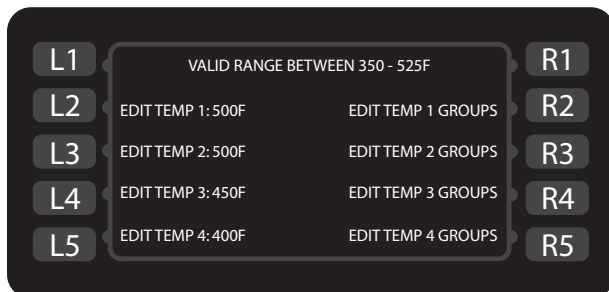 L1 VALID RANGE BETWEEN 350 - 525F R1
L2 EDIT TEMP 1: 500F EDIT TEMP 1 GROUPS R2
L3 EDIT TEMP 2: 500F EDIT TEMP 2 GROUPS R3
L4 EDIT TEMP 3: 450F EDIT TEMP 3 GROUPS R4
L5 EDIT TEMP 4: 400F EDIT TEMP 4 GROUPS R5